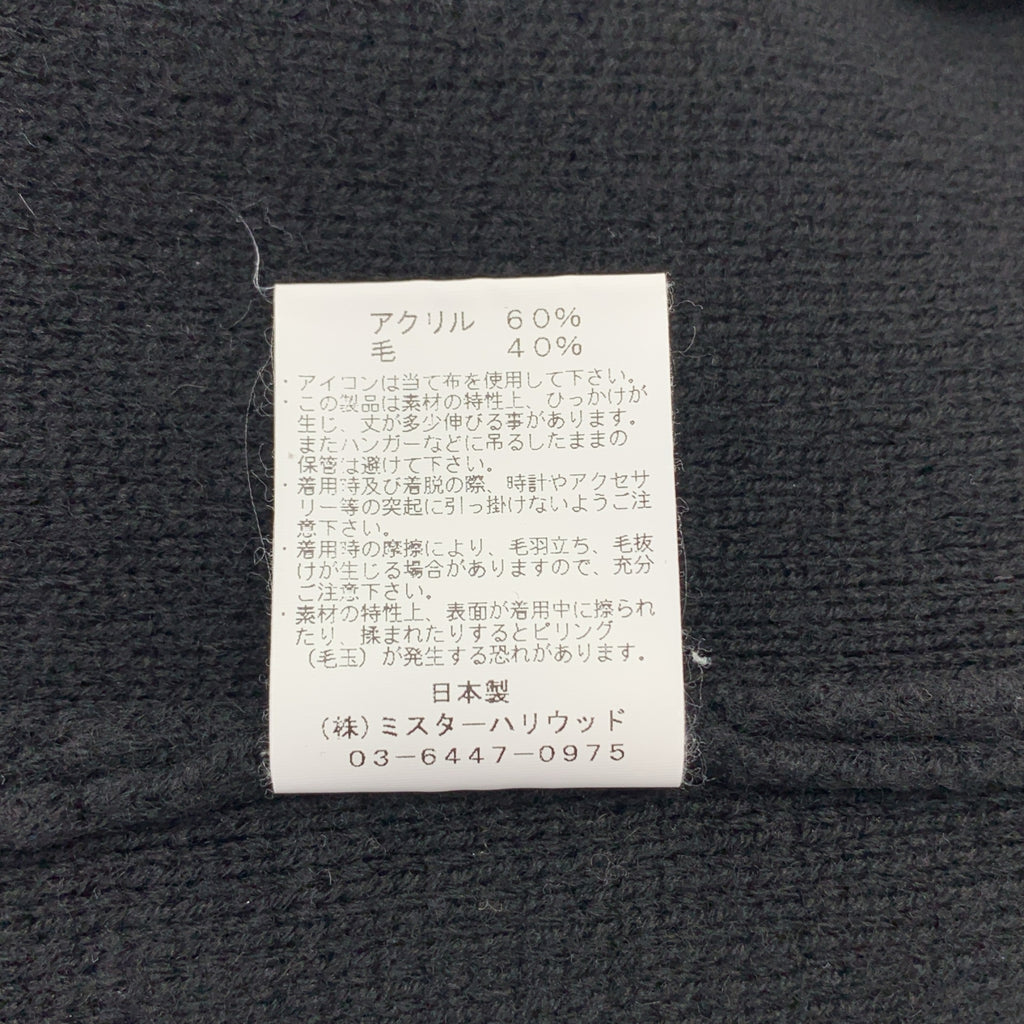 アクリル　６０％
毛　　　　４０％
・アイロンは当て布を使用して下さい。
・この製品は素材の特性上、ひっかけが
生じ、丈が多少伸びる事があります。
またハンガーなどに吊るしたままの
保管は避けて下さい。
・着用時及び着脱の際、時計やアクセサ
リー等の突起に引っ掛けないようご注
意下さい。
・着用時の摩擦により、毛羽立ち、毛抜
けが生じる場合がありますので、充分
ご注意下さい。
・素材の特性上、表面が着用中に擦られ
たり、揉まれたりするとピリング
（毛玉）が発生する恐れがあります。
日本製
（株）ミスターハリウッド
０３－６４４７－０９７５